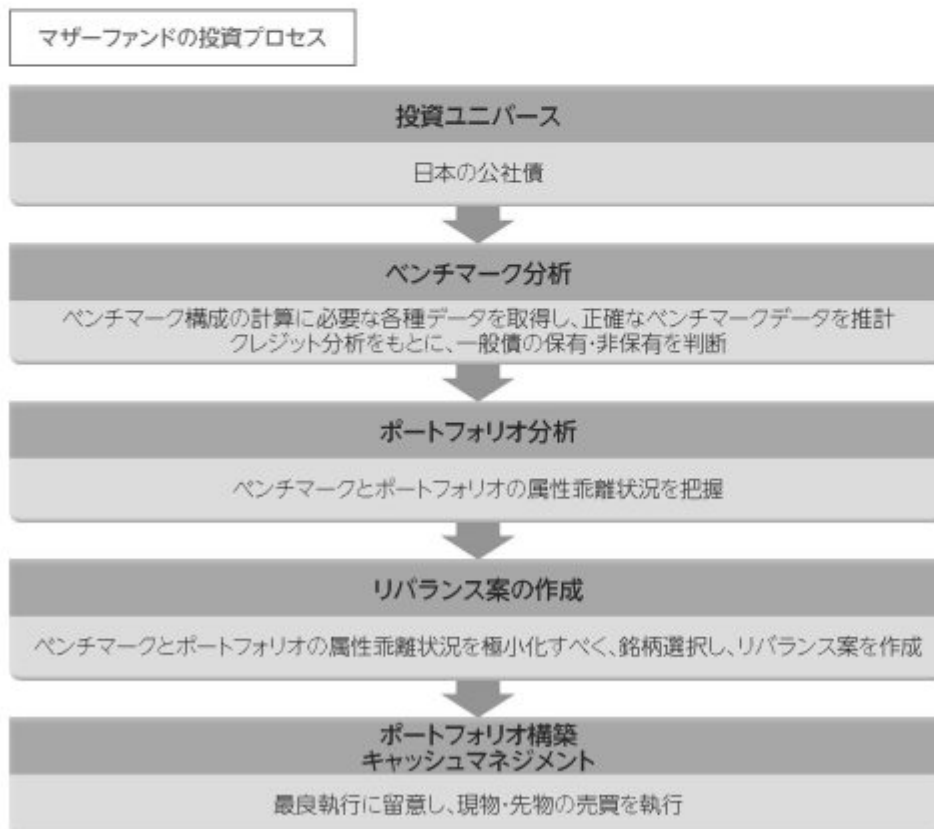 マザーファンドの投資プロセス
投資ユニバース
日本の公社債
ベンチマーク分析
ベンチマーク構成の計算に必要な各種データを取得し、正確なベンチマークデータを推計
クレジット分析をもとに、一般債の保有・非保有を判断
ポートフォリオ分析
ベンチマークとポートフォリオの属性乖離状況を把握
リバランス案の作成
ベンチマークとポートフォリオの属性乖離状況を極小化すべく、銘柄選択し、リバランス案を作成
ポートフォリオ構築
キャッシュマネジメント
最良執行に留意し、現物・先物の売買を執行